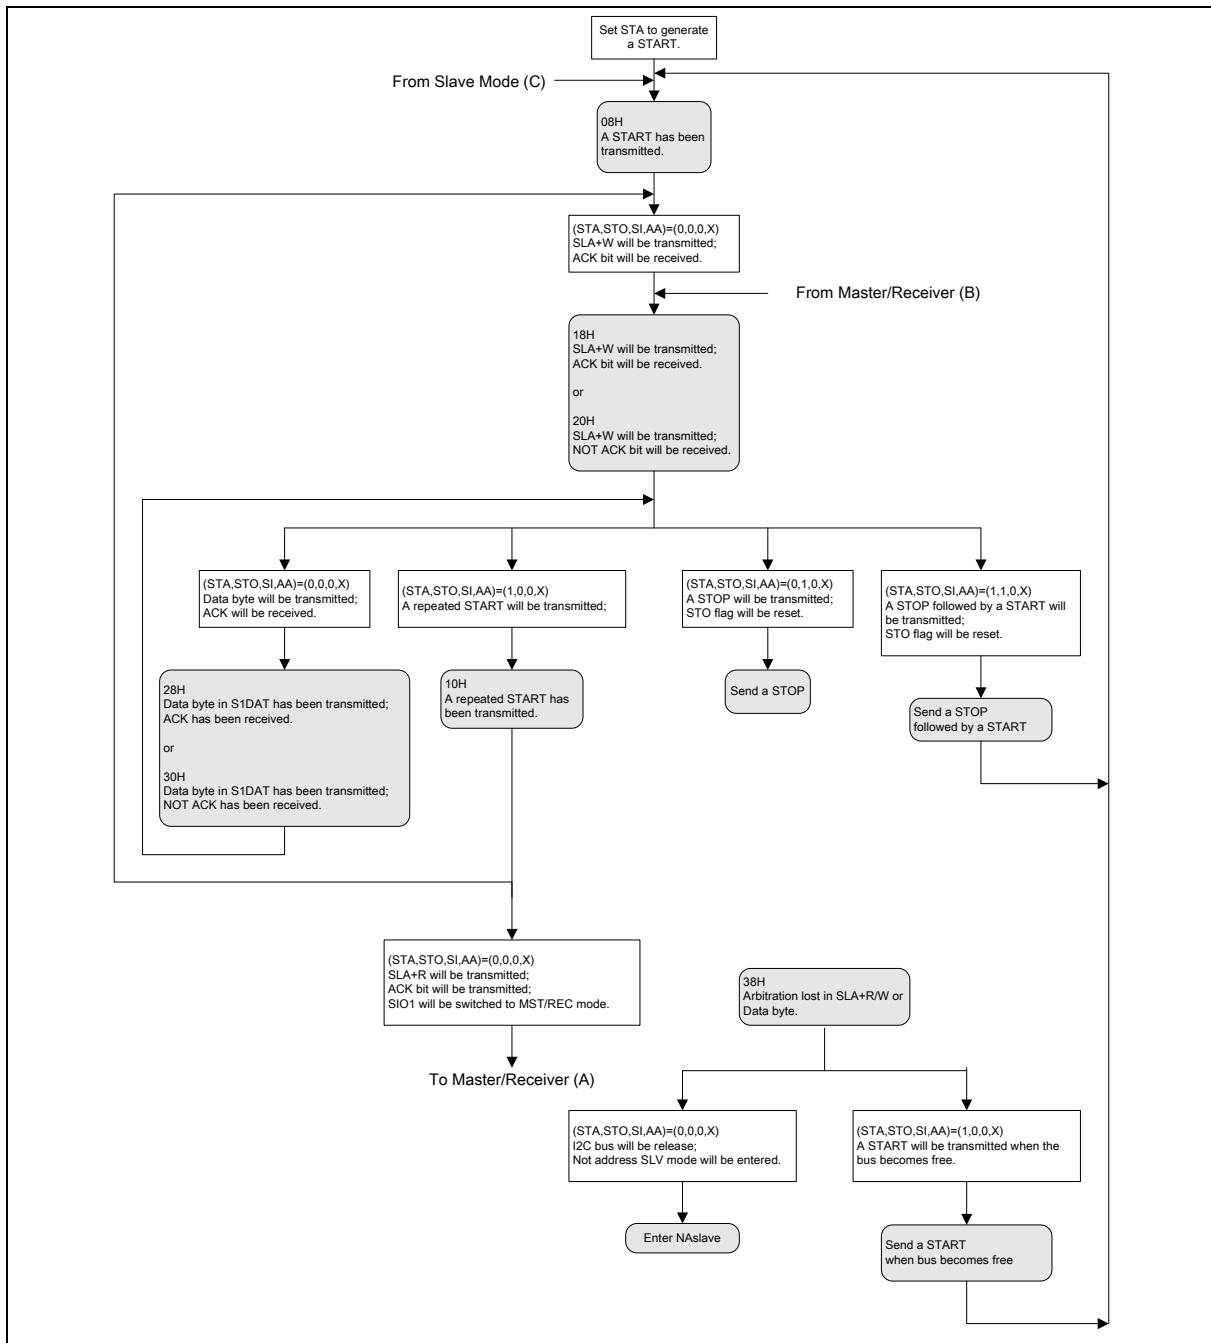 Set STA to generate
a START.
From Slave Mode (C)
08H
A START has been
transmitted.
(STA,STO,SI,AA)=(0,0,0,X)
SLA+W will be transmitted;
ACK bit will be received.
From Master/Receiver (B)
18H
SLA+W will be transmitted;
ACK bit will be received.
or
20H
SLA+W will be transmitted;
NOT ACK bit will be received.
(STA,STO,SI,AA)=(0,0,0,X)
Data byte will be transmitted;
ACK will be received.
(STA,STO,SI,AA)=(1,0,0,X)
A repeated START will be transmitted;
(STA,STO,SI,AA)=(0,1,0,X)
A STOP will be transmitted;
STO flag will be reset.
(STA,STO,SI,AA)=(1,1,0,X)
A STOP followed by a START will
be transmitted;
STO flag will be reset.
28H
Data byte in S1DAT has been transmitted;
ACK has been received.
or
30H
Data byte in S1DAT has been transmitted;
NOT ACK has been received.
10H
A repeated START has
been transmitted.
Send a STOP
Send a STOP
followed by a START
(STA,STO,SI,AA)=(0,0,0,X)
SLA+R will be transmitted;
ACK bit will be transmitted;
SIO1 will be switched to MST/REC mode.
To Master/Receiver (A)
38H
Arbitration lost in SLA+R/W or
Data byte.
(STA,STO,SI,AA)=(0,0,0,X)
I2C bus will be release;
Not address SLV mode will be entered.
(STA,STO,SI,AA)=(1,0,0,X)
A START will be transmitted when the
bus becomes free.
Enter NAslave
Send a START
when bus becomes free